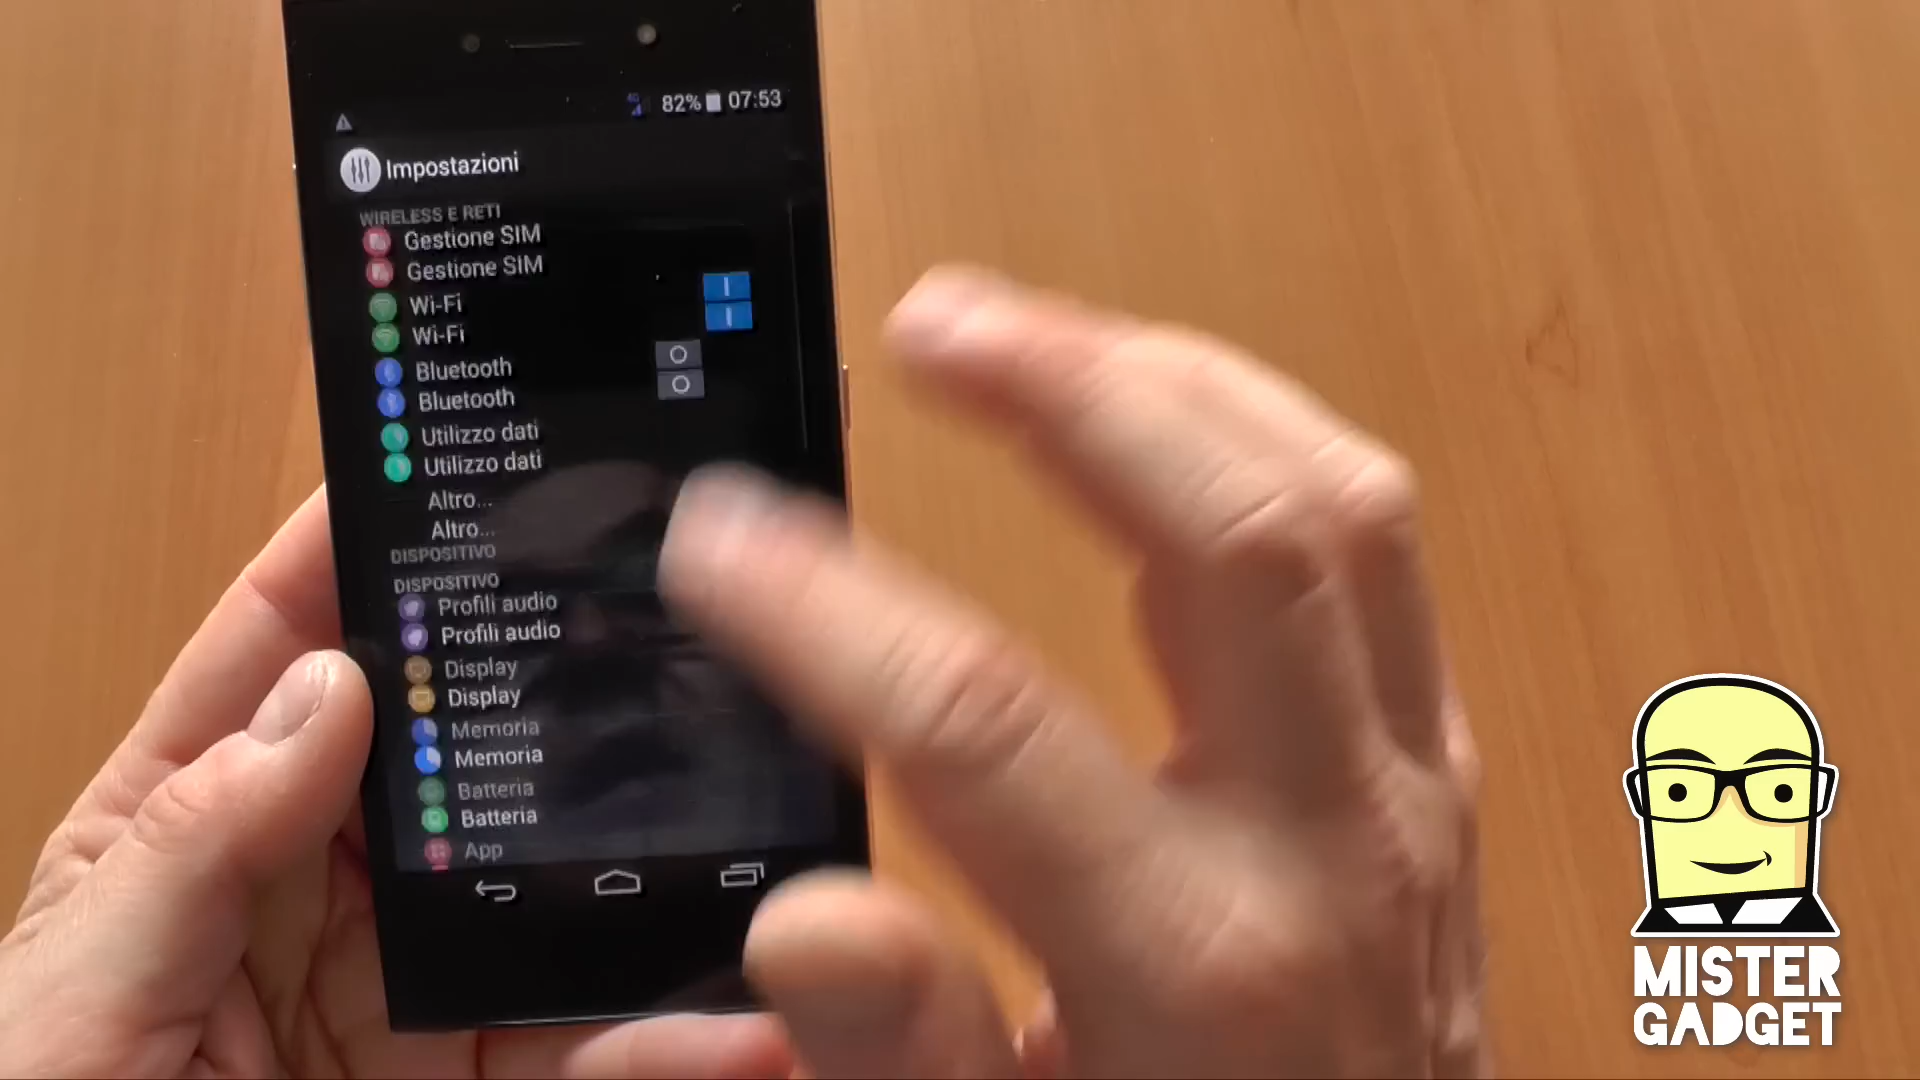 82% 07:53
Impostazioni
WIRELESS E RETI
Gestione SIM
Gestione SIM
Wi-Fi
Wi-Fi
Bluetooth
Bluetooth
Utilizzo dati
Utilizzo dati
Altro...
Altro...
DISPOSITIVO
DISPOSITIVO
Profili audio
Profili audio
Display
Display
Memoria
Memoria
Batteria
Batteria
App
MISTER
GADGET